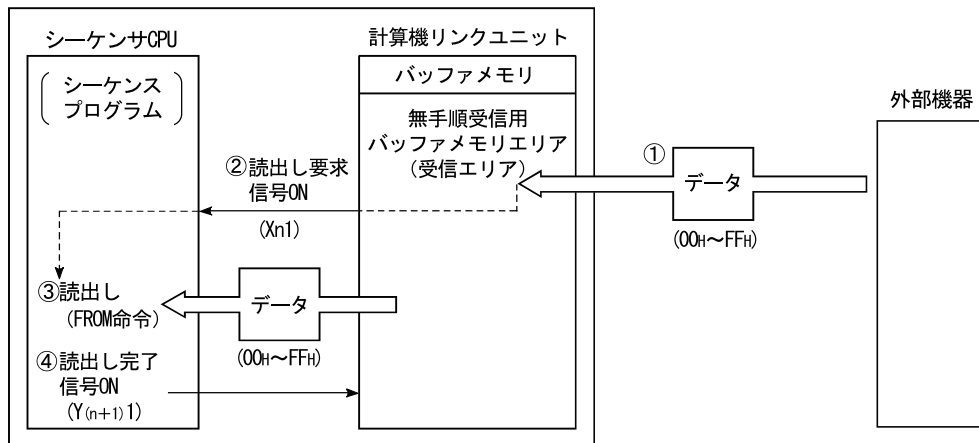 シーケンサCPU
シーケンス
プログラム
計算機リンクユニット
バッファメモリ
無手順受信用
バッファメモリエリア
(受信エリア)
外部機器
①
データ
(00H～FFH)
②読出し要求
信号ON
(Xn1)
③読出し
(FROM命令)
データ
(00H～FFH)
④読出し完了
信号ON
(Y(n+1)1)